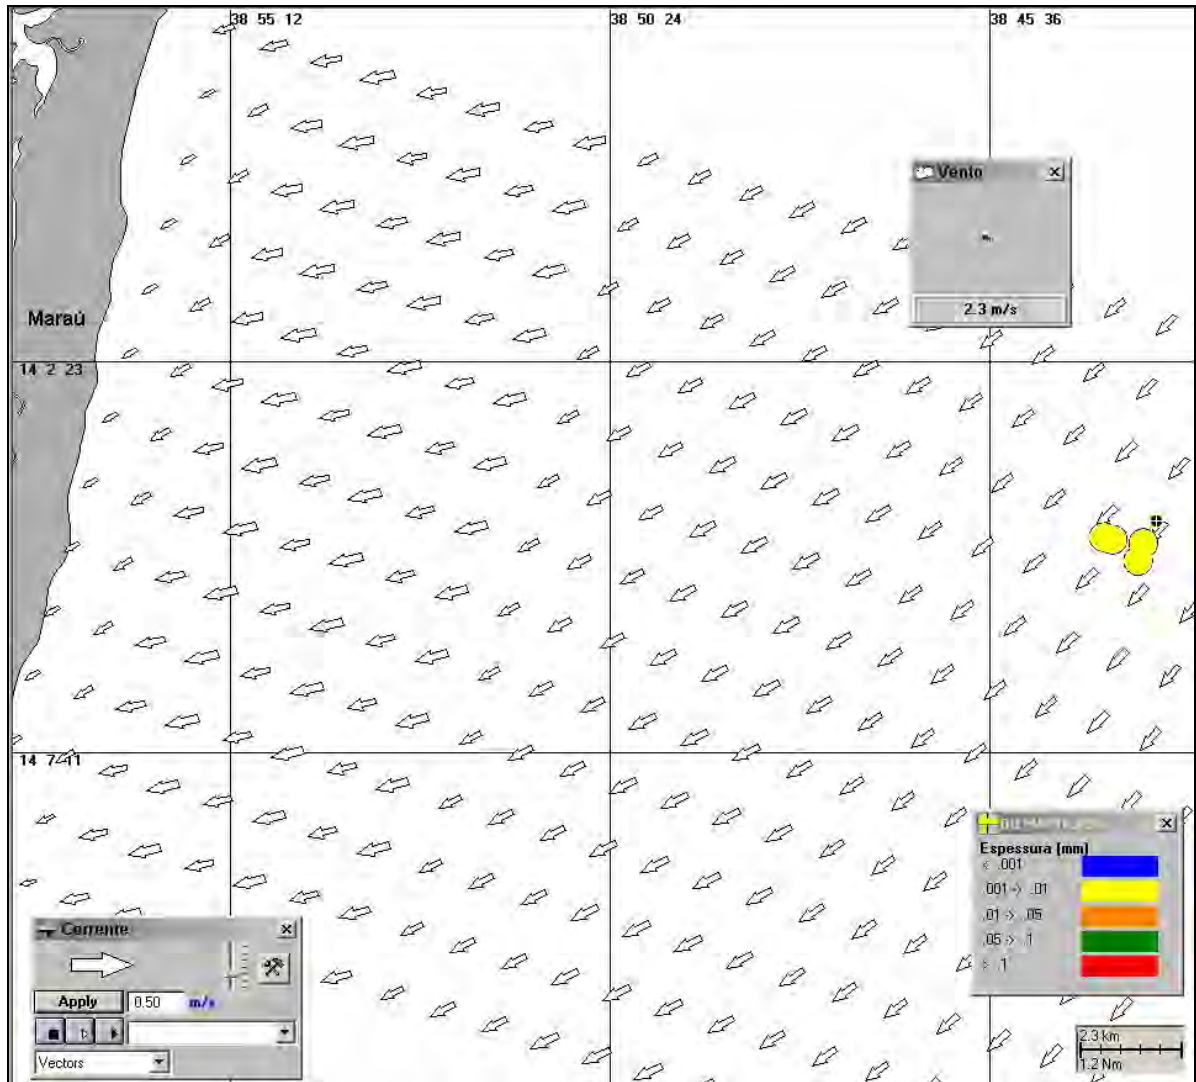 38 55 12
38 50 24
38 45 36
Vento
2.3 m/s
Maraú
14 2 23
14 7 11
Espessura (mm)
< .001
.001 -> .01
.01 -> .05
.05 -> .1
> .1
Corrente
Apply
0.50
m/s
Vectors
2.3 km
1.2 Nm